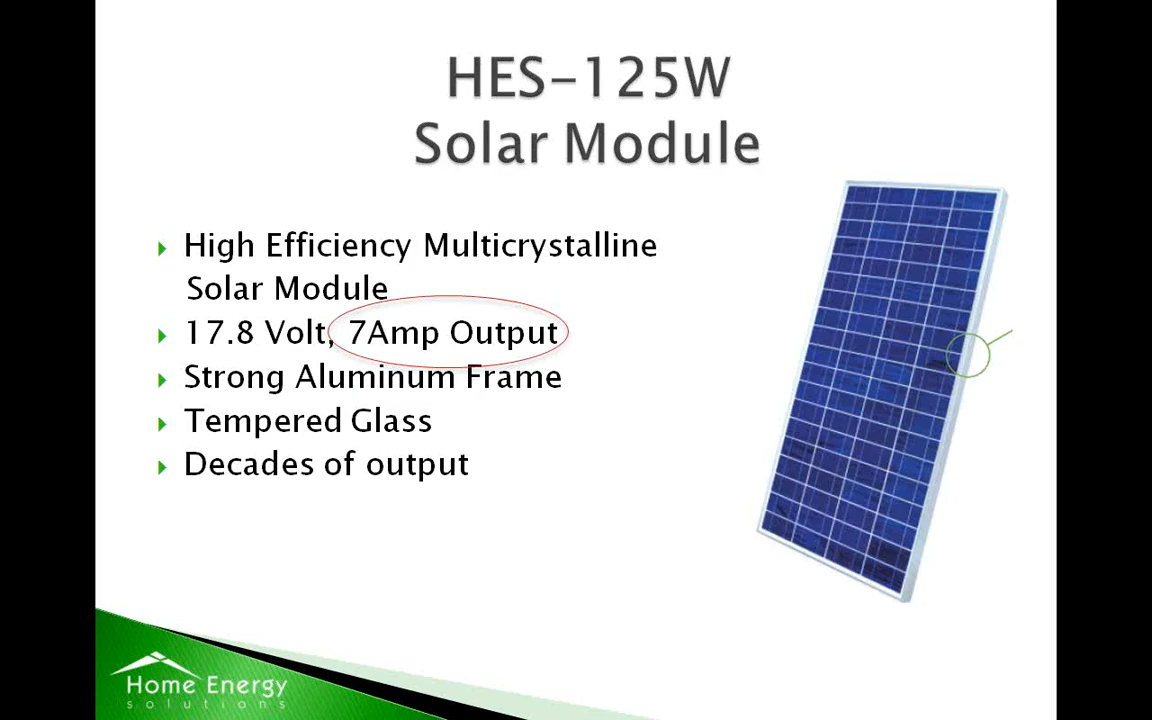 HES-125W
Solar Module
High Efficiency Multicrystalline
Solar Module
17.8 Volt, 7Amp Output
Strong Aluminum Frame
Tempered Glass
Decades of output
Home Energy
solutions